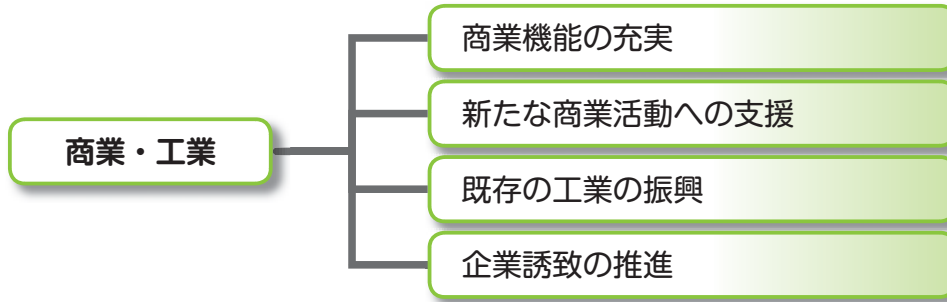 商業・工業
商業機能の充実
新たな商業活動への支援
既存の工業の振興
企業誘致の推進